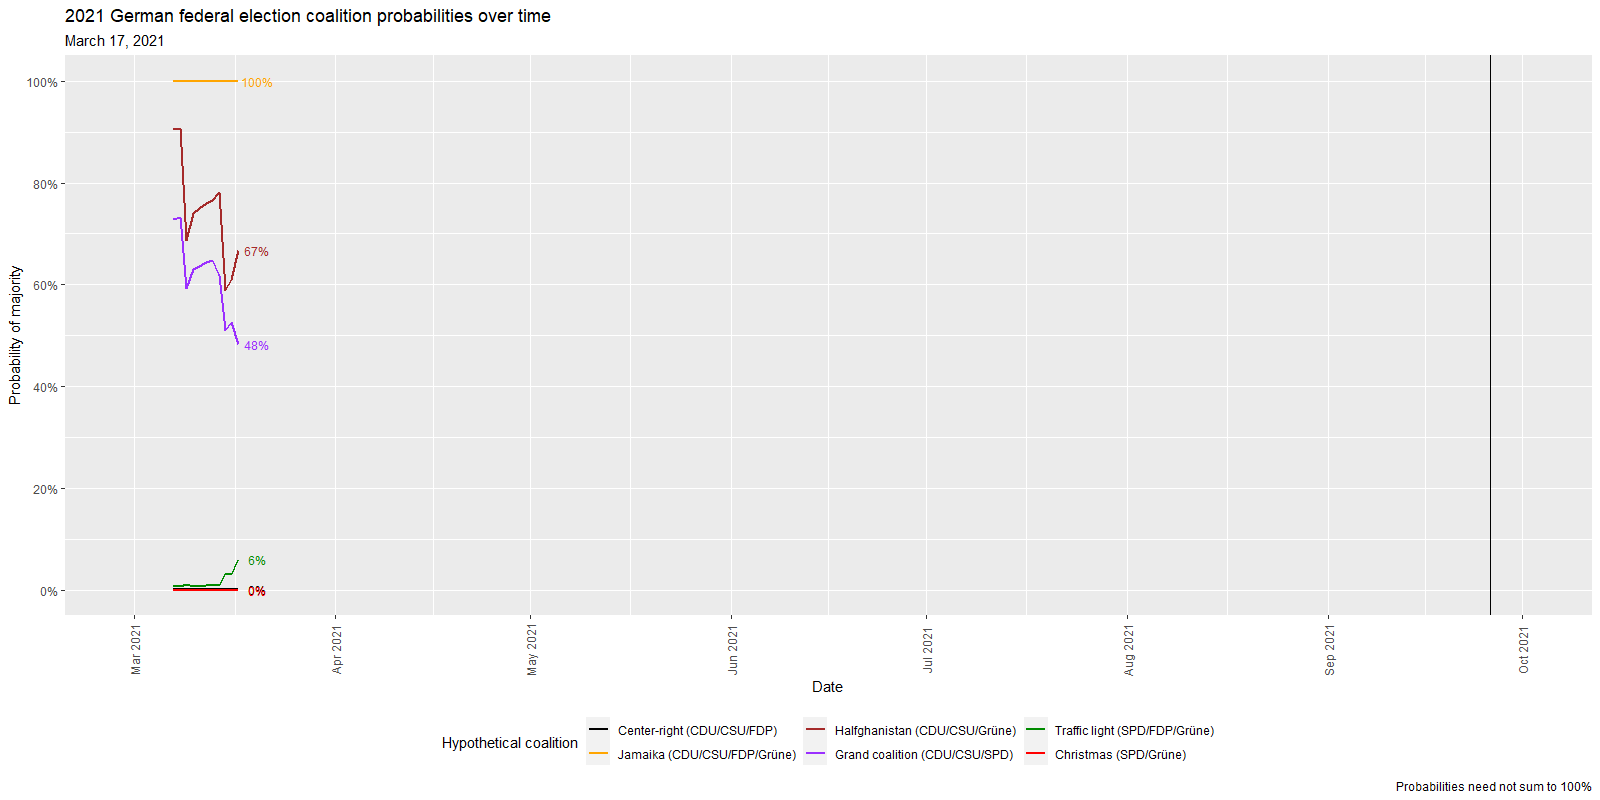 2021 German federal election coalition probabilities over time
March 17, 2021
Probability of majority
100%
80%
60%
40%
20%
0%
100%
67%
48%
6%
0%
Mar 2021
Apr 2021
May 2021
Jun 2021
Jul 2021
Aug 2021
Sep 2021
Oct 2021
Date
Hypothetical coalition
Center-right (CDU/CSU/FDP)
Halfghanistan (CDU/CSU/Grüne)
Traffic light (SPD/FDP/Grüne)
Jamaika (CDU/CSU/FDP/Grüne)
Grand coalition (CDU/CSU/SPD)
Christmas (SPD/Grüne)
Probabilities need not sum to 100%